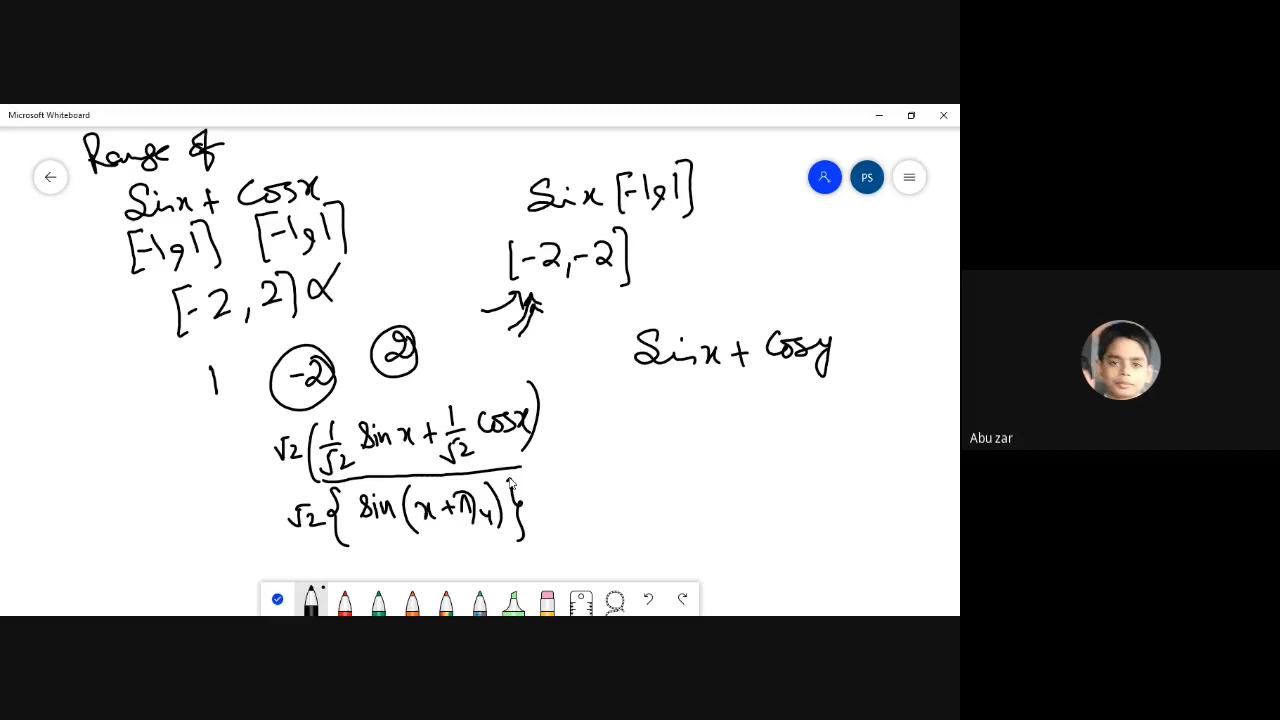 Microsoft Whiteboard
Range of
Sinx + Cosx
[-1,1] [-1,1]
[-2, 2]
1 -2 2
√2(1/√2 sin x + 1/√2 cosx)
√2{sin(x+π/4)}
Sinx [-1,1]
[-2,-2]
Sinx + Cosy
PS
Abu zar